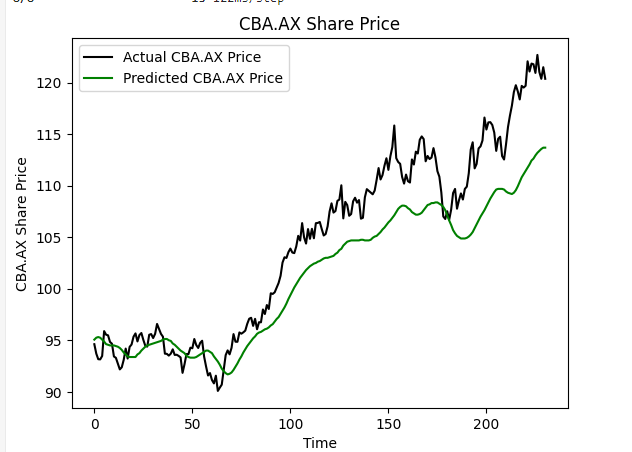 CBA.AX Share Price
Actual CBA.AX Price
Predicted CBA.AX Price
CBA.AX Share Price
120
115
110
105
100
95
90
0 50 100 150 200
Time